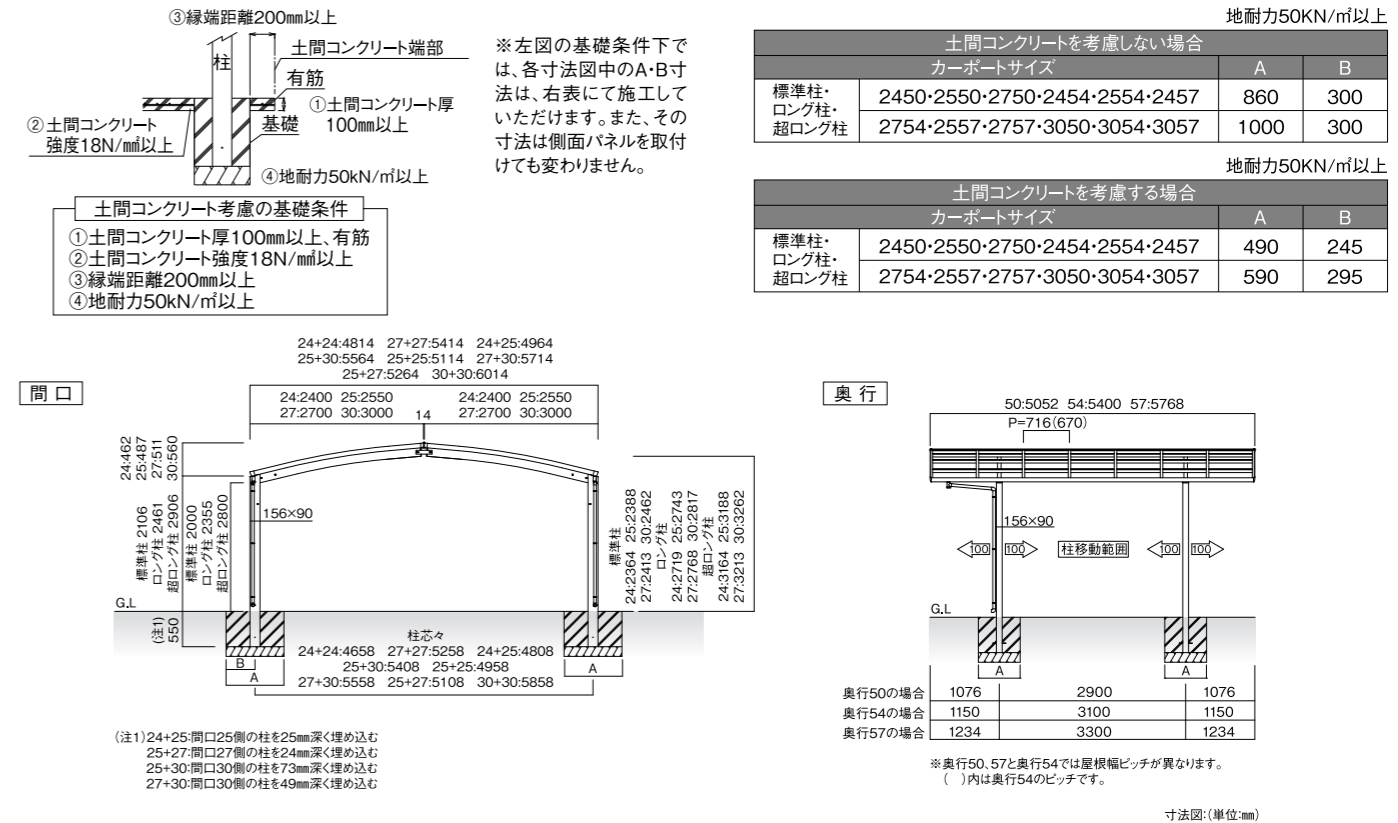 ③縁端距離200㎜以上
土間コンクリート端部
柱
有筋
①土間コンクリート厚
100㎜以上
基礎
②土間コンクリート
強度18N/㎟以上
④地耐力50kN/㎡以上
土間コンクリート考慮の基礎条件
①土間コンクリート厚100㎜以上、有筋
②土間コンクリート強度18N/㎟以上
③縁端距離200㎜以上
④地耐力50kN/㎡以上
※左図の基礎条件下で
は、各寸法図中のA・B寸
法は、右表にて施工して
いただけます。また、その
寸法は側面パネルを取付
けても変わりません。
地耐力50KN/㎡以上
土間コンクリートを考慮しない場合
カーポートサイズ A B
標準柱・
ロング柱・
超ロング柱
2450・2550・2750・2454・2554・2457 860 300
2754・2557・2757・3050・3054・3057 1000 300
地耐力50KN/㎡以上
土間コンクリートを考慮する場合
カーポートサイズ A B
標準柱・
ロング柱・
超ロング柱
2450・2550・2750・2454・2554・2457 490 245
2754・2557・2757・3050・3054・3057 590 295
間口
24+24:4814 27+27:5414 24+25:4964
25+30:5564 25+25:5114 27+30:5714
25+27:5264 30+30:6014
24:2400 25:2550 24:2400 25:2550
27:2700 30:3000 14 27:2700 30:3000
24:462
25:487
27:511
30:560
標準柱 2106
ロング柱 2461
超ロング柱 2906
標準柱 2000
ロング柱 2355
超ロング柱 2800
156×90
標準柱
24:2364 25:2388
27:2413 30:2462
ロング柱
24:2719 25:2743
27:2768 30:2817
超ロング柱
24:3164 25:3188
27:3213 30:3262
G.L
(注1)
550
柱芯々
24+24:4658 27+27:5258 24+25:4808
25+30:5408 25+25:4958
27+30:5558 25+27:5108 30+30:5858
B
A
A
(注1)24+25:間口25側の柱を25㎜深く埋め込む
25+27:間口27側の柱を24㎜深く埋め込む
25+30:間口30側の柱を73㎜深く埋め込む
27+30:間口30側の柱を49㎜深く埋め込む
奥行
50:5052 54:5400 57:5768
P=716(670)
156×90
100 100 柱移動範囲 100 100
G.L
A A
奥行50の場合 1076 2900 1076
奥行54の場合 1150 3100 1150
奥行57の場合 1234 3300 1234
※奥行50、57と奥行54では屋根幅ピッチが異なります。
( )内は奥行54のピッチです。
寸法図:(単位:㎜)